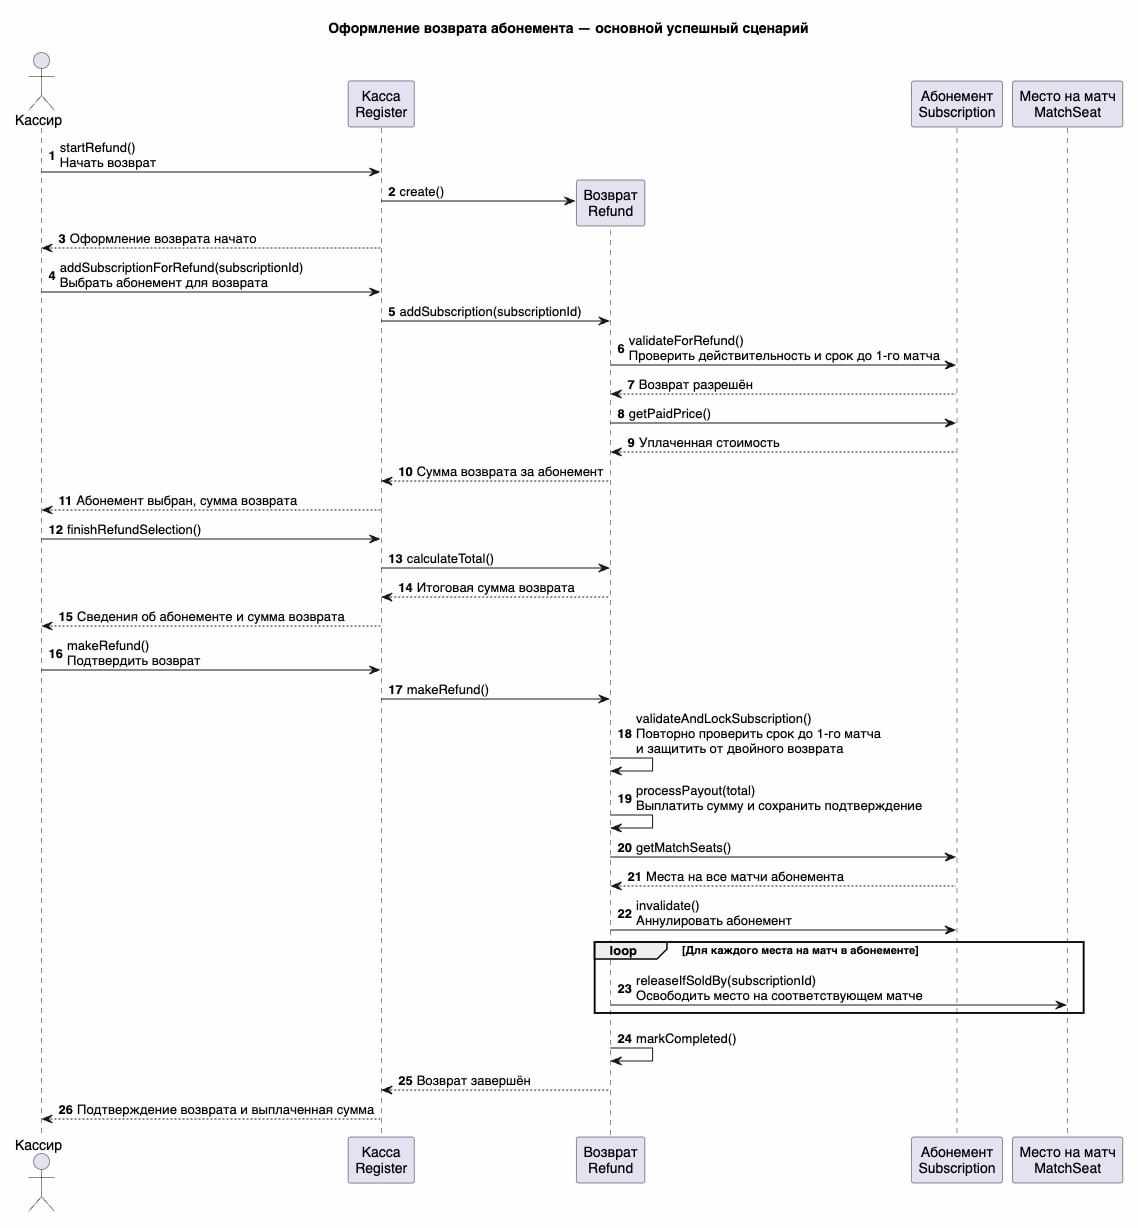 Оформление возврата абонемента — основной успешный сценарий
Кассир
Касса
Register
Абонемент
Subscription
Место на матч
MatchSeat
1 startRefund()
Начать возврат
2 create()
Возврат
Refund
3 Оформление возврата начато
4 addSubscriptionForRefund(subscriptionId)
Выбрать абонемент для возврата
5 addSubscription(subscriptionId)
6 validateForRefund()
Проверить действительность и срок до 1-го матча
7 Возврат разрешён
8 getPaidPrice()
9 Уплаченная стоимость
10 Сумма возврата за абонемент
11 Абонемент выбран, сумма возврата
12 finishRefundSelection()
13 calculateTotal()
14 Итоговая сумма возврата
15 Сведения об абонементе и сумма возврата
16 makeRefund()
Подтвердить возврат
17 makeRefund()
18 validateAndLockSubscription()
Повторно проверить срок до 1-го матча
и защитить от двойного возврата
19 processPayout(total)
Выплатить сумму и сохранить подтверждение
20 getMatchSeats()
21 Места на все матчи абонемента
22 invalidate()
Аннулировать абонемент
loop [Для каждого места на матч в абонементе]
23 releaseIfSoldBy(subscriptionId)
Освободить место на соответствующем матче
24 markCompleted()
25 Возврат завершён
26 Подтверждение возврата и выплаченная сумма
Кассир
Касса
Register
Возврат
Refund
Абонемент
Subscription
Место на матч
MatchSeat